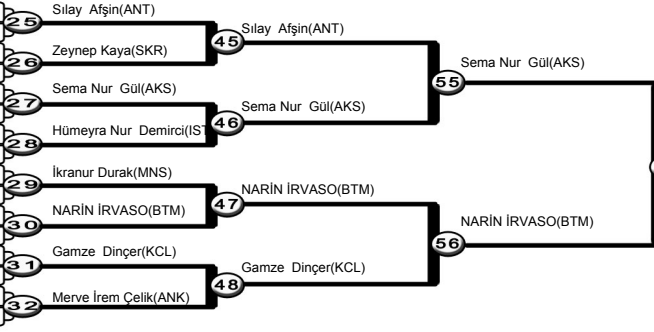 25 Sılay Afşin(ANT)
26 Zeynep Kaya(SKR)
45 Sılay Afşin(ANT)
27 Sema Nur Gül(AKS)
28 Hümeyra Nur Demirci(IST
46 Sema Nur Gül(AKS)
55 Sema Nur Gül(AKS)
29 İkranur Durak(MNS)
30 NARİN İRVASO(BTM)
47 NARİN İRVASO(BTM)
31 Gamze Dinçer(KCL)
32 Merve İrem Çelik(ANK)
48 Gamze Dinçer(KCL)
56 NARİN İRVASO(BTM)